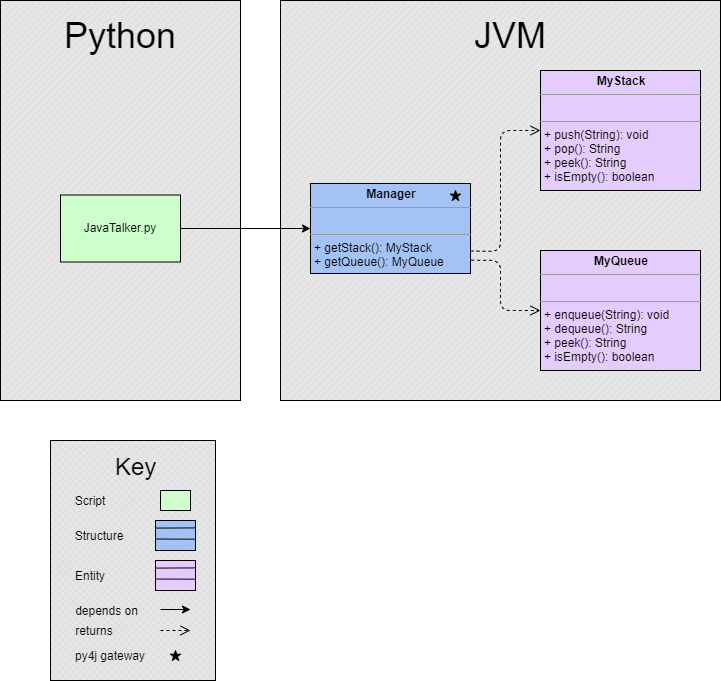 Python
JVM
MyStack
+ push(String): void
+ pop(): String
+ peek(): String
+ isEmpty(): boolean
Manager
+ getStack(): MyStack
+ getQueue(): MyQueue
JavaTalker.py
MyQueue
+ enqueue(String): void
+ dequeue(): String
+ peek(): String
+ isEmpty(): boolean
Key
Script
Structure
Entity
depends on
returns
py4j gateway